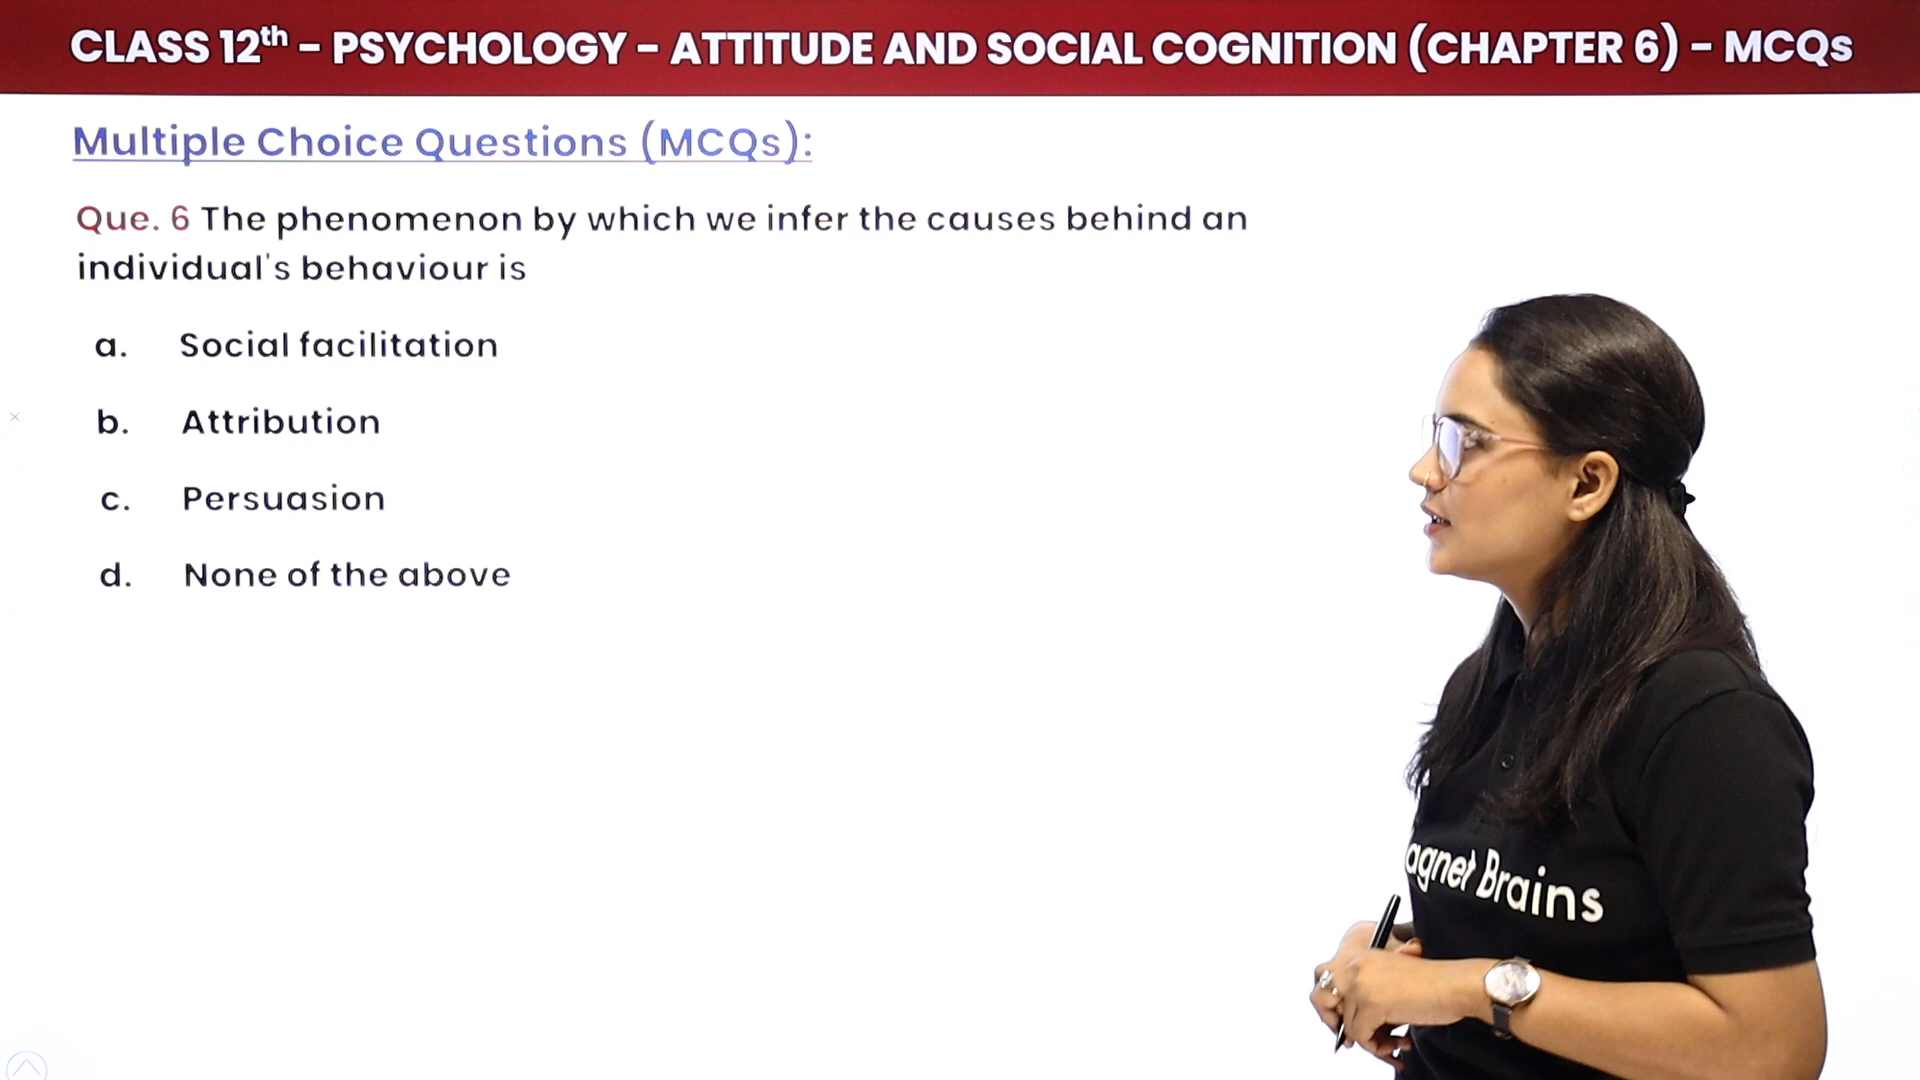 CLASS 12th – PSYCHOLOGY – ATTITUDE AND SOCIAL COGNITION (CHAPTER 6) – MCQs
Multiple Choice Questions (MCQs):
Que. 6 The phenomenon by which we infer the causes behind an
individual's behaviour is
a. Social facilitation
b. Attribution
c. Persuasion
d. None of the above
agnet Brains